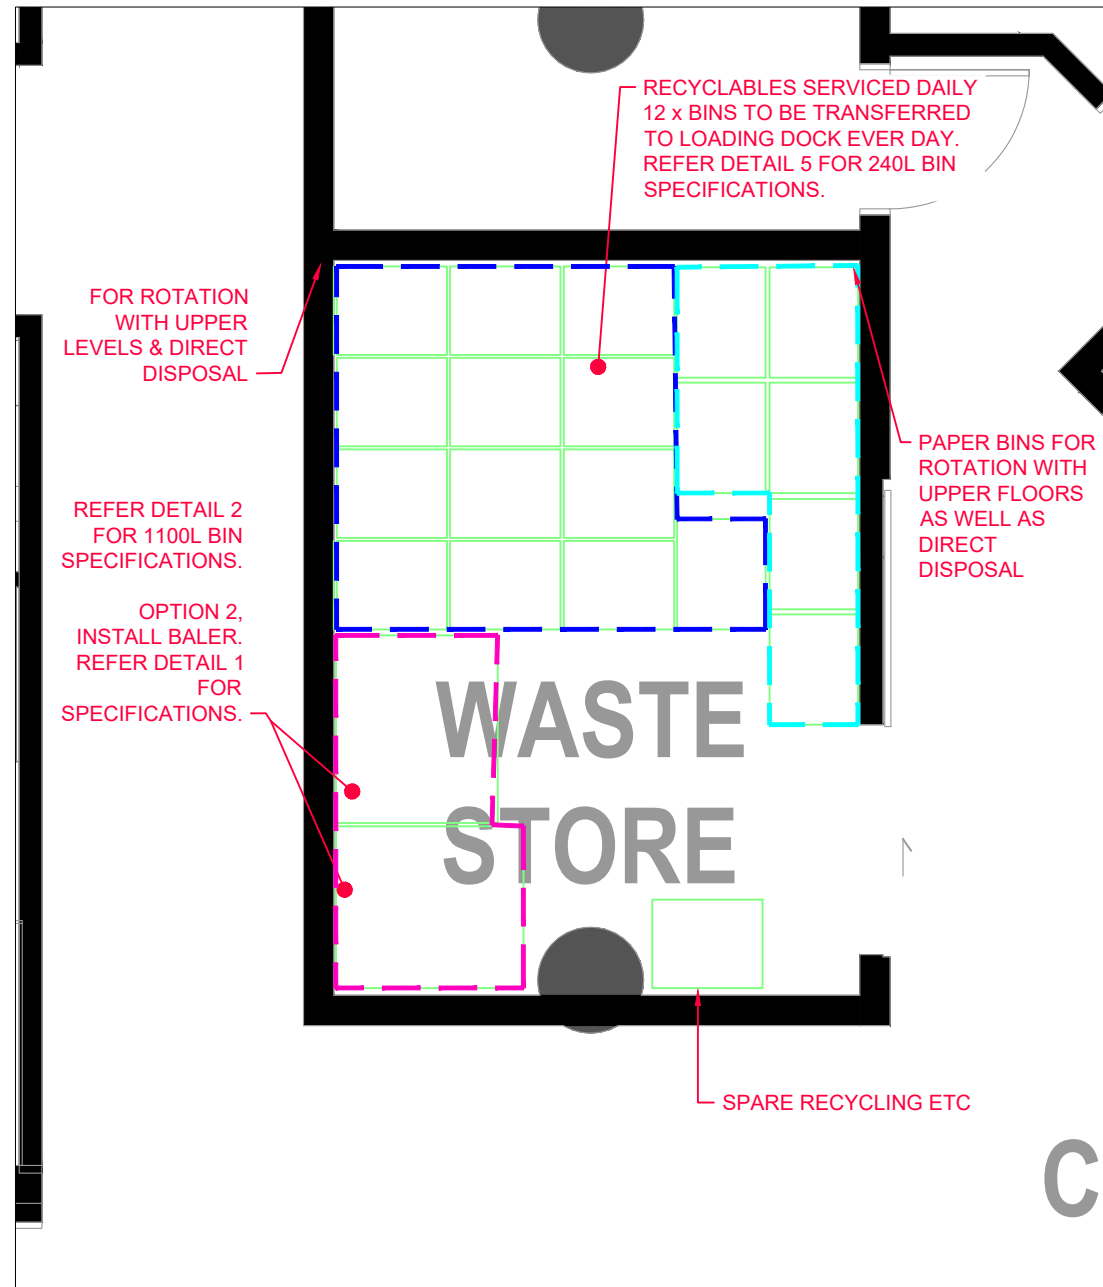 RECYCLABLES SERVICED DAILY
12 x BINS TO BE TRANSFERRED
TO LOADING DOCK EVER DAY.
REFER DETAIL 5 FOR 240L BIN
SPECIFICATIONS.
FOR ROTATION
WITH UPPER
LEVELS & DIRECT
DISPOSAL
PAPER BINS FOR
ROTATION WITH
UPPER FLOORS
AS WELL AS
DIRECT
DISPOSAL
REFER DETAIL 2
FOR 1100L BIN
SPECIFICATIONS.
OPTION 2,
INSTALL BALER.
REFER DETAIL 1
FOR
SPECIFICATIONS.
WASTE
STORE
SPARE RECYCLING ETC
C